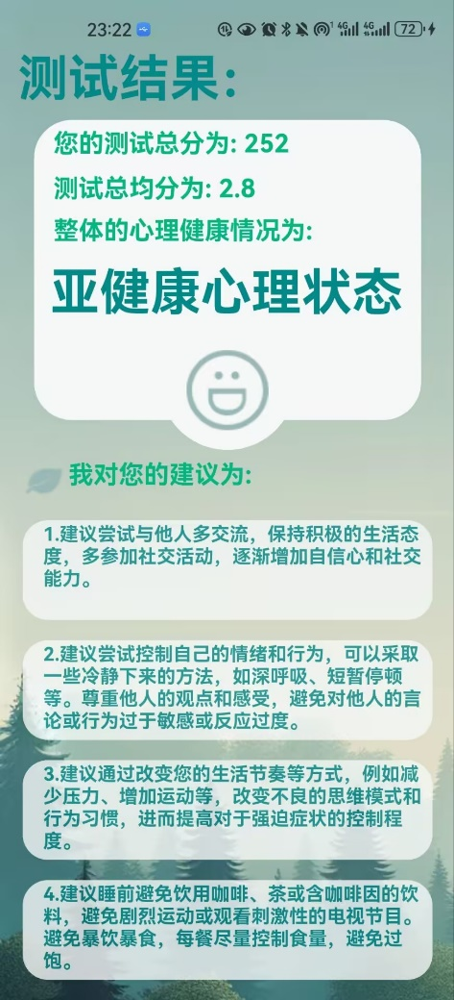 23:22
4G 4G 72
测试结果：
您的测试总分为: 252
测试总均分为: 2.8
整体的心理健康情况为:
亚健康心理状态
我对您的建议为:
1.建议尝试与他人多交流，保持积极的生活态
度，多参加社交活动，逐渐增加自信心和社交
能力。
2.建议尝试控制自己的情绪和行为，可以采取
一些冷静下来的方法，如深呼吸、短暂停顿
等。尊重他人的观点和感受，避免对他人的言
论或行为过于敏感或反应过度。
3.建议通过改变您的生活节奏等方式，例如减
少压力、增加运动等，改变不良的思维模式和
行为习惯，进而提高对于强迫症状的控制程
度。
4.建议睡前避免饮用咖啡、茶或含咖啡因的饮
料，避免剧烈运动或观看刺激性的电视节目。
避免暴饮暴食，每餐尽量控制食量，避免过
饱。